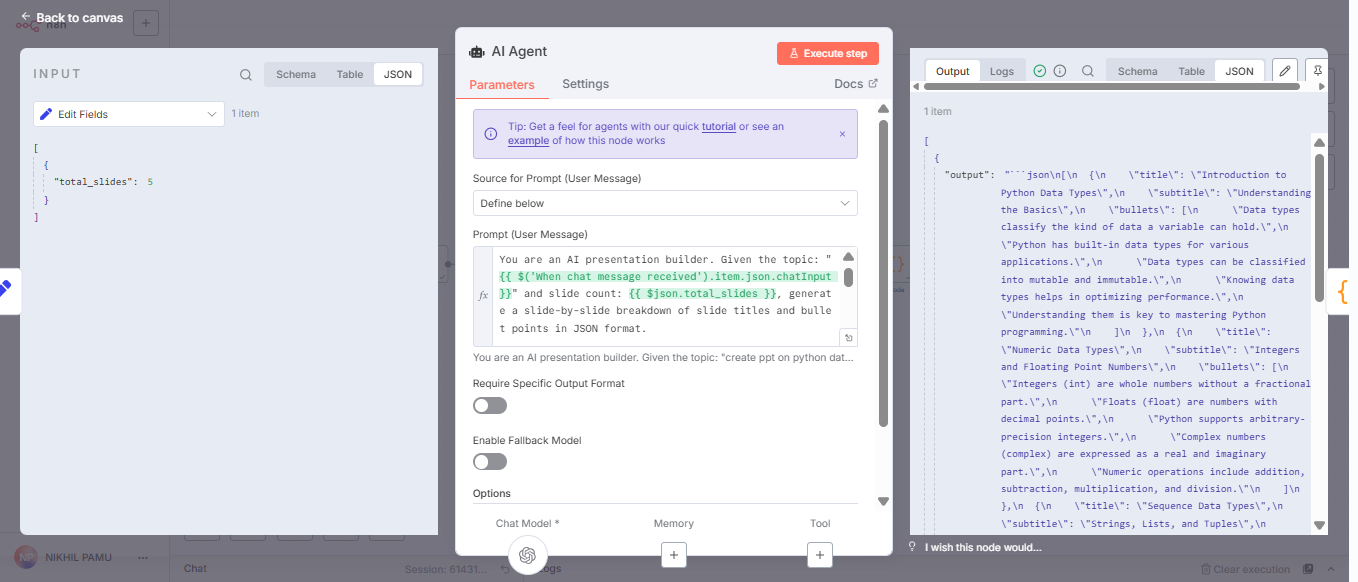 Back to canvas
n8n
INPUT
Schema
Table
JSON
Edit Fields
1 item
[
{
"total_slides": 5
}
]
NIKHIL PAMU
AI Agent
Execute step
Parameters
Settings
Docs
Tip: Get a feel for agents with our quick tutorial or see an
example of how this node works
×
Source for Prompt (User Message)
Define below
Prompt (User Message)
fx
You are an AI presentation builder. Given the topic: "
{{ $('When chat message received').item.json.chatInput
}}" and slide count: {{ $json.total_slides }}, generat
e a slide-by-slide breakdown of slide titles and bulle
t points in JSON format.
You are an AI presentation builder. Given the topic: "create ppt on python dat...
Require Specific Output Format
Enable Fallback Model
Options
Chat Model *
Memory
Tool
Output
Logs
Schema
Table
JSON
1 item
[
{
"output": "```json\n[\n  {\n    \"title\": \"Introduction to
Python Data Types\",\n    \"subtitle\": \"Understanding
the Basics\",\n    \"bullets\": [\n      \"Data types
classify the kind of data a variable can hold.\",\n
\"Python has built-in data types for various
applications.\",\n      \"Data types can be classified
into mutable and immutable.\",\n      \"Knowing data
types helps in optimizing performance.\",\n
\"Understanding them is key to mastering Python
programming.\"\n    ]\n  },\n  {\n    \"title\":
\"Numeric Data Types\",\n    \"subtitle\": \"Integers
and Floating Point Numbers\",\n    \"bullets\": [\n
\"Integers (int) are whole numbers without a fractional
part.\",\n      \"Floats (float) are numbers with
decimal points.\",\n      \"Python supports arbitrary-
precision integers.\",\n      \"Complex numbers
(complex) are expressed as a real and imaginary
part.\",\n      \"Numeric operations include addition,
subtraction, multiplication, and division.\"\n    ]\n
},\n  {\n    \"title\": \"Sequence Data Types\",\n
\"subtitle\": \"Strings, Lists, and Tuples\",\n
I wish this node would...
Chat
Session: 61431...
Logs
Clear execution